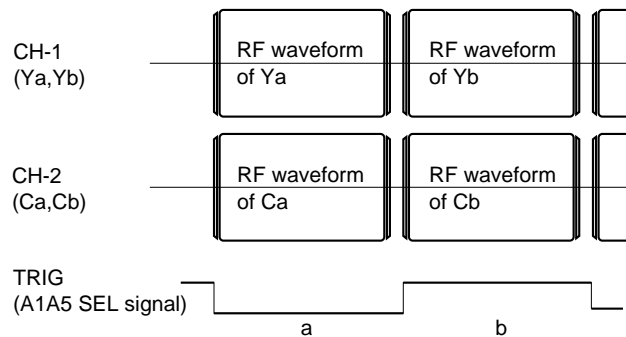 CH-1
(Ya,Yb)
RF waveform
of Ya
RF waveform
of Yb
CH-2
(Ca,Cb)
RF waveform
of Ca
RF waveform
of Cb
TRIG
(A1A5 SEL signal)
a
b